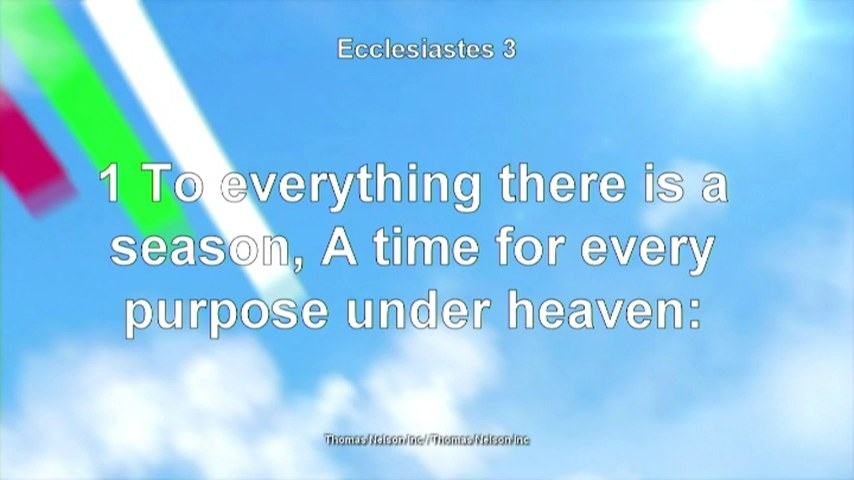 Ecclesiastes 3
1 To everything there is a
season, A time for every
purpose under heaven:
Thomas Nelson Inc / Thomas Nelson Inc